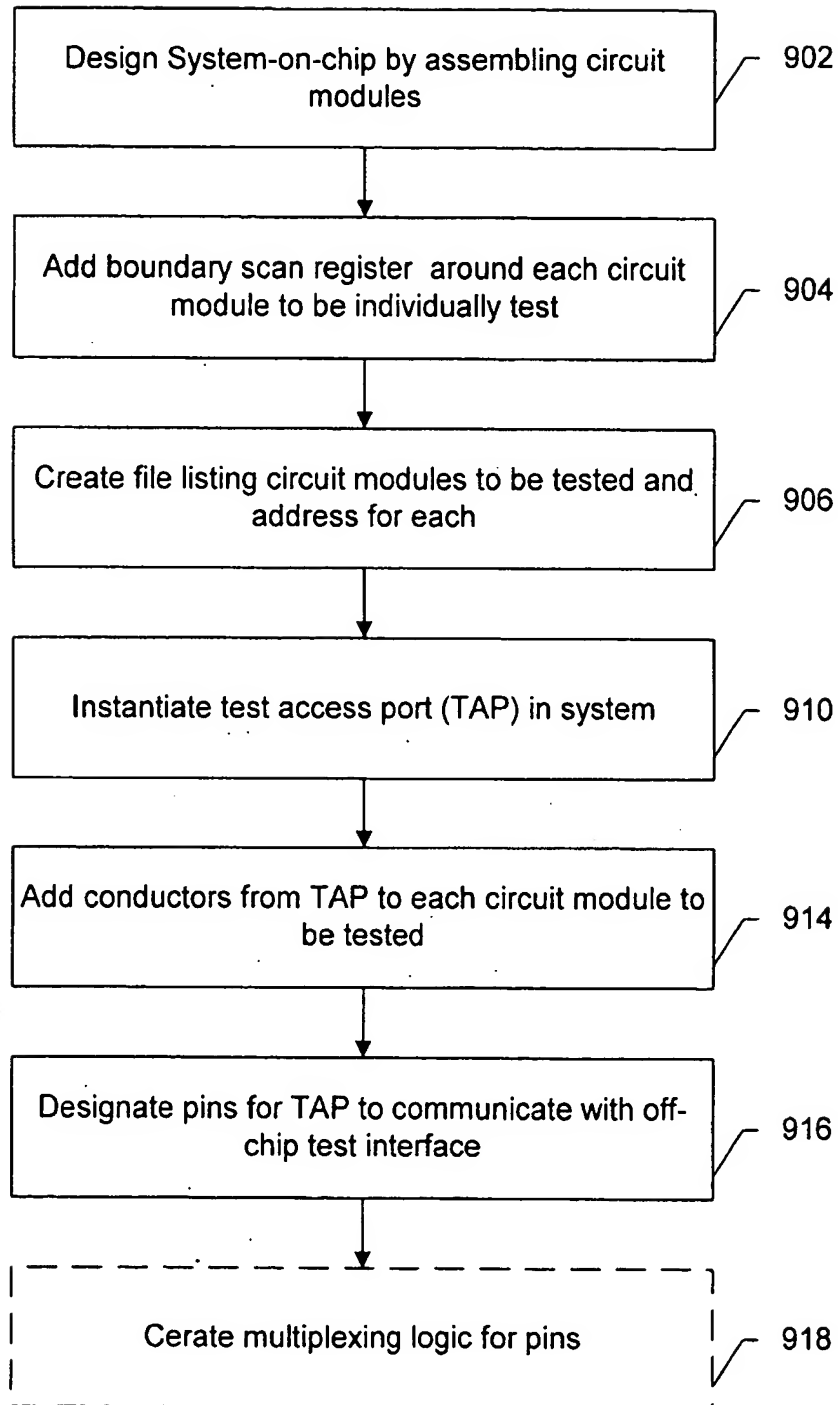 Design System-on-chip by assembling circuit
modules
902
Add boundary scan register around each circuit
module to be individually test
904
Create file listing circuit modules to be tested and
address for each
906
Instantiate test access port (TAP) in system
910
Add conductors from TAP to each circuit module to
be tested
914
Designate pins for TAP to communicate with off-
chip test interface
916
Cerate multiplexing logic for pins
918